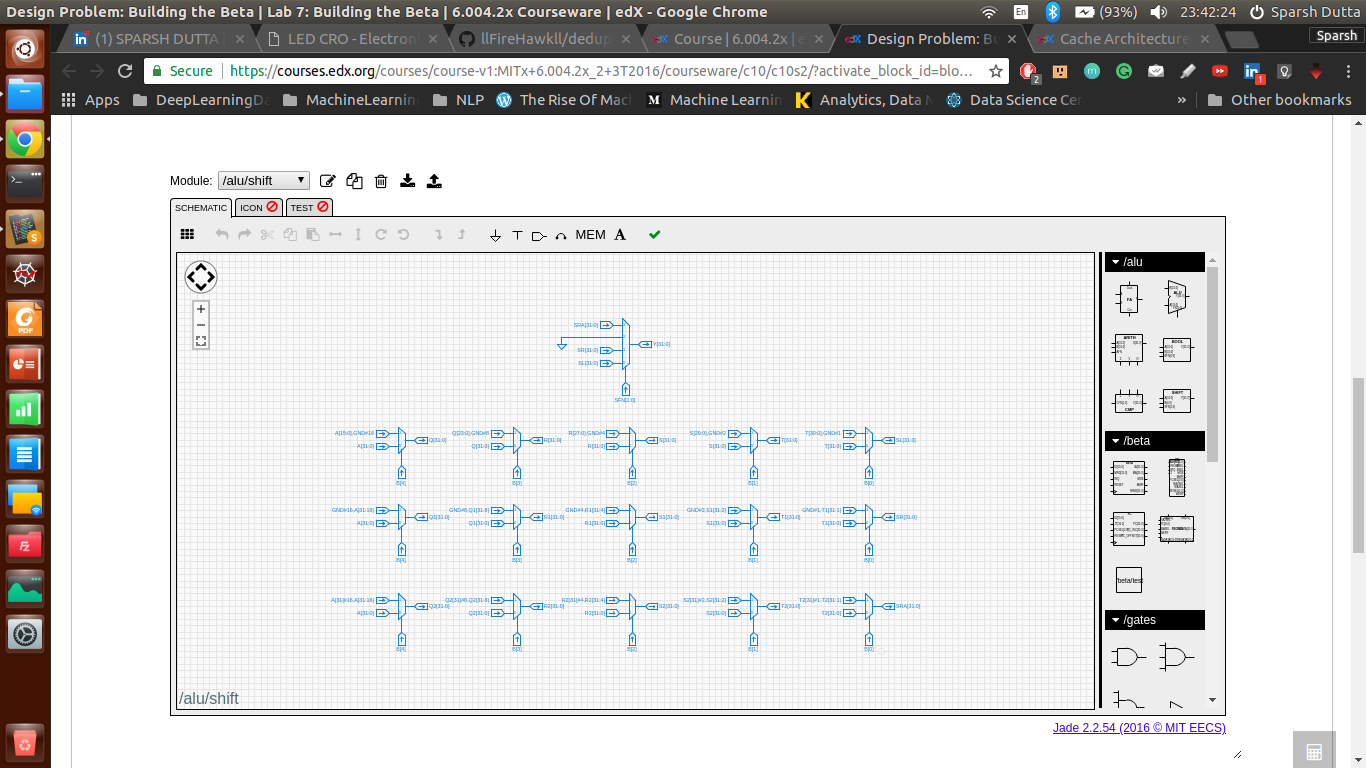 Design Problem: Building the Beta | Lab 7: Building the Beta | 6.004.2x Courseware | edX - Google Chrome
En
(93%)
23:42:24
Sparsh Dutta
(1) SPARSH DUTTA
LED CRO - Electron
llFireHawkll/dedup
Course | 6.004.2x | e
Design Problem: Bu
Cache Architecture
Sparsh
Secure
https://courses.edx.org/courses/course-v1:MITx+6.004.2x_2+3T2016/courseware/c10/c10s2/?activate_block_id=blo...
2
1
Apps
DeepLearningDa
MachineLearnin
NLP
The Rise Of Mac
Machine Learnin
Analytics, Data M
Data Science Cen
»
Other bookmarks
Module:
/alu/shift
SCHEMATIC
ICON
TEST
MEM
A
/alu
/beta
/beta/test
/gates
SRA[31:0]
SR[31:0]
SL[31:0]
Y[31:0]
SFN[1:0]
A[15:0],GND#16
A[31:0]
Q[31:0]
B[4]
Q[23:0],GND#8
Q[31:0]
R[31:0]
B[3]
R[27:0],GND#4
R[31:0]
S[31:0]
B[2]
S[29:0],GND#2
S[31:0]
T[31:0]
B[1]
T[30:0],GND#1
T[31:0]
SL[31:0]
B[0]
GND#16,A[31:16]
A[31:0]
Q1[31:0]
B[4]
GND#8,Q1[31:8]
Q1[31:0]
R1[31:0]
B[3]
GND#4,R1[31:4]
R1[31:0]
S1[31:0]
B[2]
GND#2,S1[31:2]
S1[31:0]
T1[31:0]
B[1]
GND#1,T1[31:1]
T1[31:0]
SR[31:0]
B[0]
A[31]#16,A[31:16]
A[31:0]
Q2[31:0]
B[4]
Q2[31]#8,Q2[31:8]
Q2[31:0]
R2[31:0]
B[3]
R2[31]#4,R2[31:4]
R2[31:0]
S2[31:0]
B[2]
S2[31]#2,S2[31:2]
S2[31:0]
T2[31:0]
B[1]
T2[31]#1,T2[31:1]
T2[31:0]
SRA[31:0]
B[0]
/alu/shift
Jade 2.2.54 (2016 © MIT EECS)